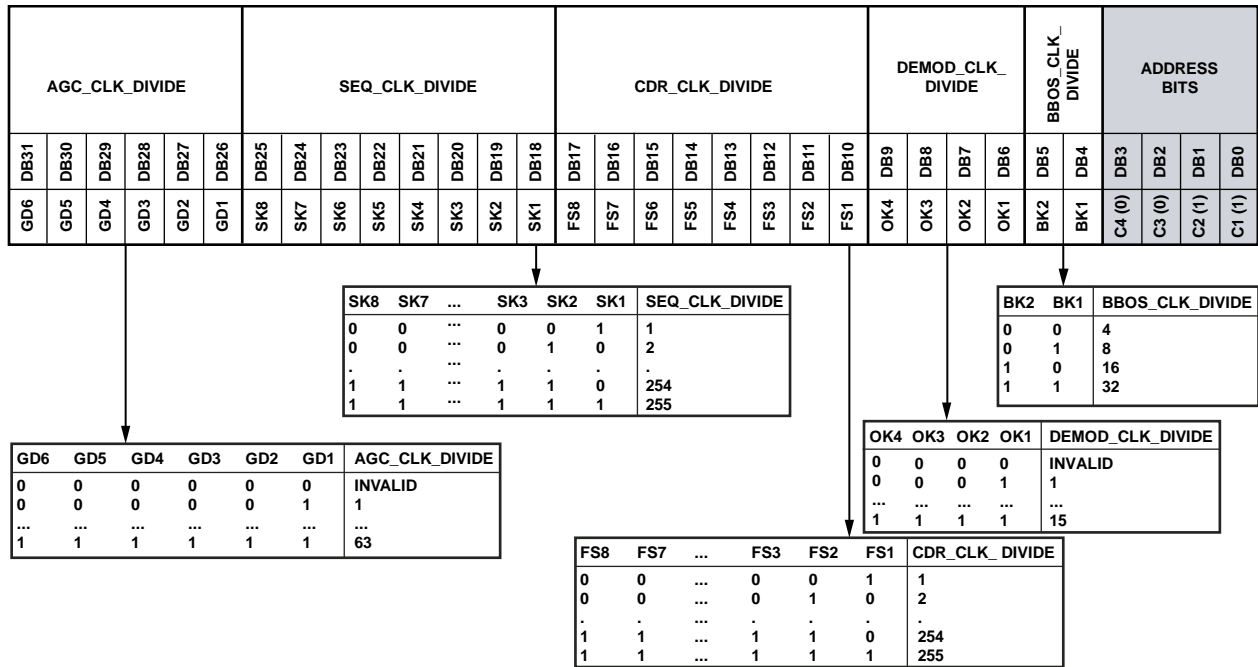 AGC_CLK_DIVIDE SEQ_CLK_DIVIDE CDR_CLK_DIVIDE DEMOD_CLK_ DIVIDE BBOS_CLK_ DIVIDE ADDRESS BITS
DB31 DB30 DB29 DB28 DB27 DB26 DB25 DB24 DB23 DB22 DB21 DB20 DB19 DB18 DB17 DB16 DB15 DB14 DB13 DB12 DB11 DB10 DB9 DB8 DB7 DB6 DB5 DB4 DB3 DB2 DB1 DB0
GD6 GD5 GD4 GD3 GD2 GD1 SK8 SK7 SK6 SK5 SK4 SK3 SK2 SK1 FS8 FS7 FS6 FS5 FS4 FS3 FS2 FS1 OK4 OK3 OK2 OK1 BK2 BK1 C4 (0) C3 (0) C2 (1) C1 (1)
SK8 SK7 ... SK3 SK2 SK1 SEQ_CLK_DIVIDE
0 0 ... 0 0 1 1
0 0 ... 0 1 0 2
. . ... . . . .
1 1 ... 1 1 0 254
1 1 ... 1 1 1 255
BK2 BK1 BBOS_CLK_DIVIDE
0 0 4
0 1 8
1 0 16
1 1 32
GD6 GD5 GD4 GD3 GD2 GD1 AGC_CLK_DIVIDE
0 0 0 0 0 0 INVALID
0 0 0 0 0 1 1
... ... ... ... ... ... ...
1 1 1 1 1 1 63
OK4 OK3 OK2 OK1 DEMOD_CLK_DIVIDE
0 0 0 0 INVALID
0 0 0 1 1
... ... ... ... ...
1 1 1 1 15
FS8 FS7 ... FS3 FS2 FS1 CDR_CLK_ DIVIDE
0 0 ... 0 0 1 1
0 0 ... 0 1 0 2
. . ... . . . .
1 1 ... 1 1 0 254
1 1 ... 1 1 1 255